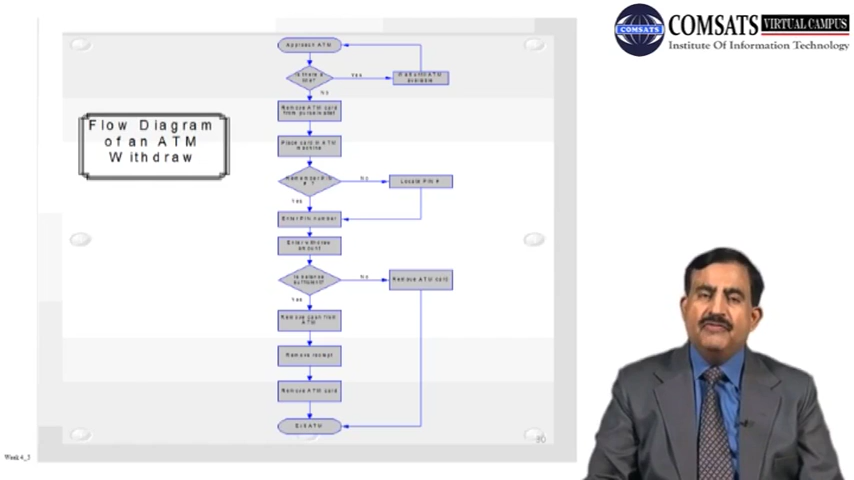 COMSATS VIRTUAL CAMPUS
Institute Of Information Technology
Flow Diagram
of an ATM
Withdraw
Approach ATM
Is there a
line?
Yes
Wait until ATM
available
No
Remove ATM card
from purse/wallet
Place card in ATM
machine
Remember PIN
# ?
No
Locate PIN #
Yes
Enter PIN number
Enter withdraw
amount
Is balance
sufficient?
No
Remove ATM card
Yes
Remove cash from
ATM
Remove receipt
Remove ATM card
Exit ATM
30
Week 4_3